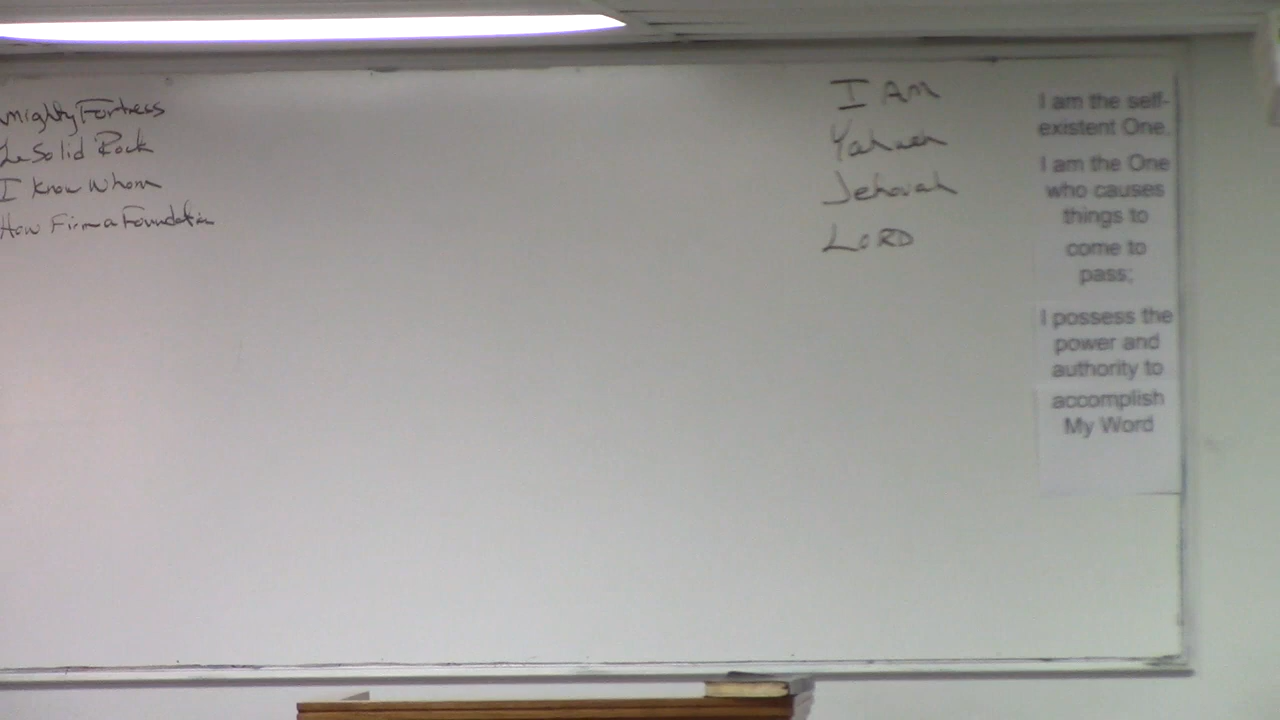 Mighty Fortress
Solid Rock
I Know Whom
How Firm a Foundation
I AM
Yahweh
Jehovah
LORD
I am the self-
existent One.
I am the One
who causes
things to
come to
pass;
I possess the
power and
authority to
accomplish
My Word